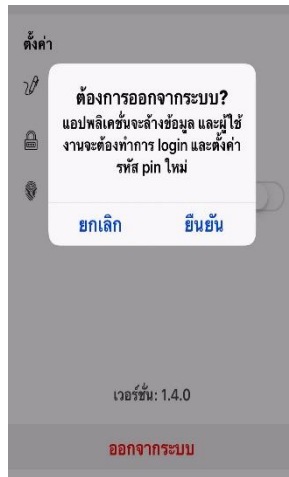 ตั้งค่า
ต้องการออกจากระบบ?
แอปพลิเคชั่นจะล้างข้อมูล และผู้ใช้
งานจะต้องทำการ login และตั้งค่า
รหัส pin ใหม่
ยกเลิก ยืนยัน
เวอร์ชั่น: 1.4.0
ออกจากระบบ